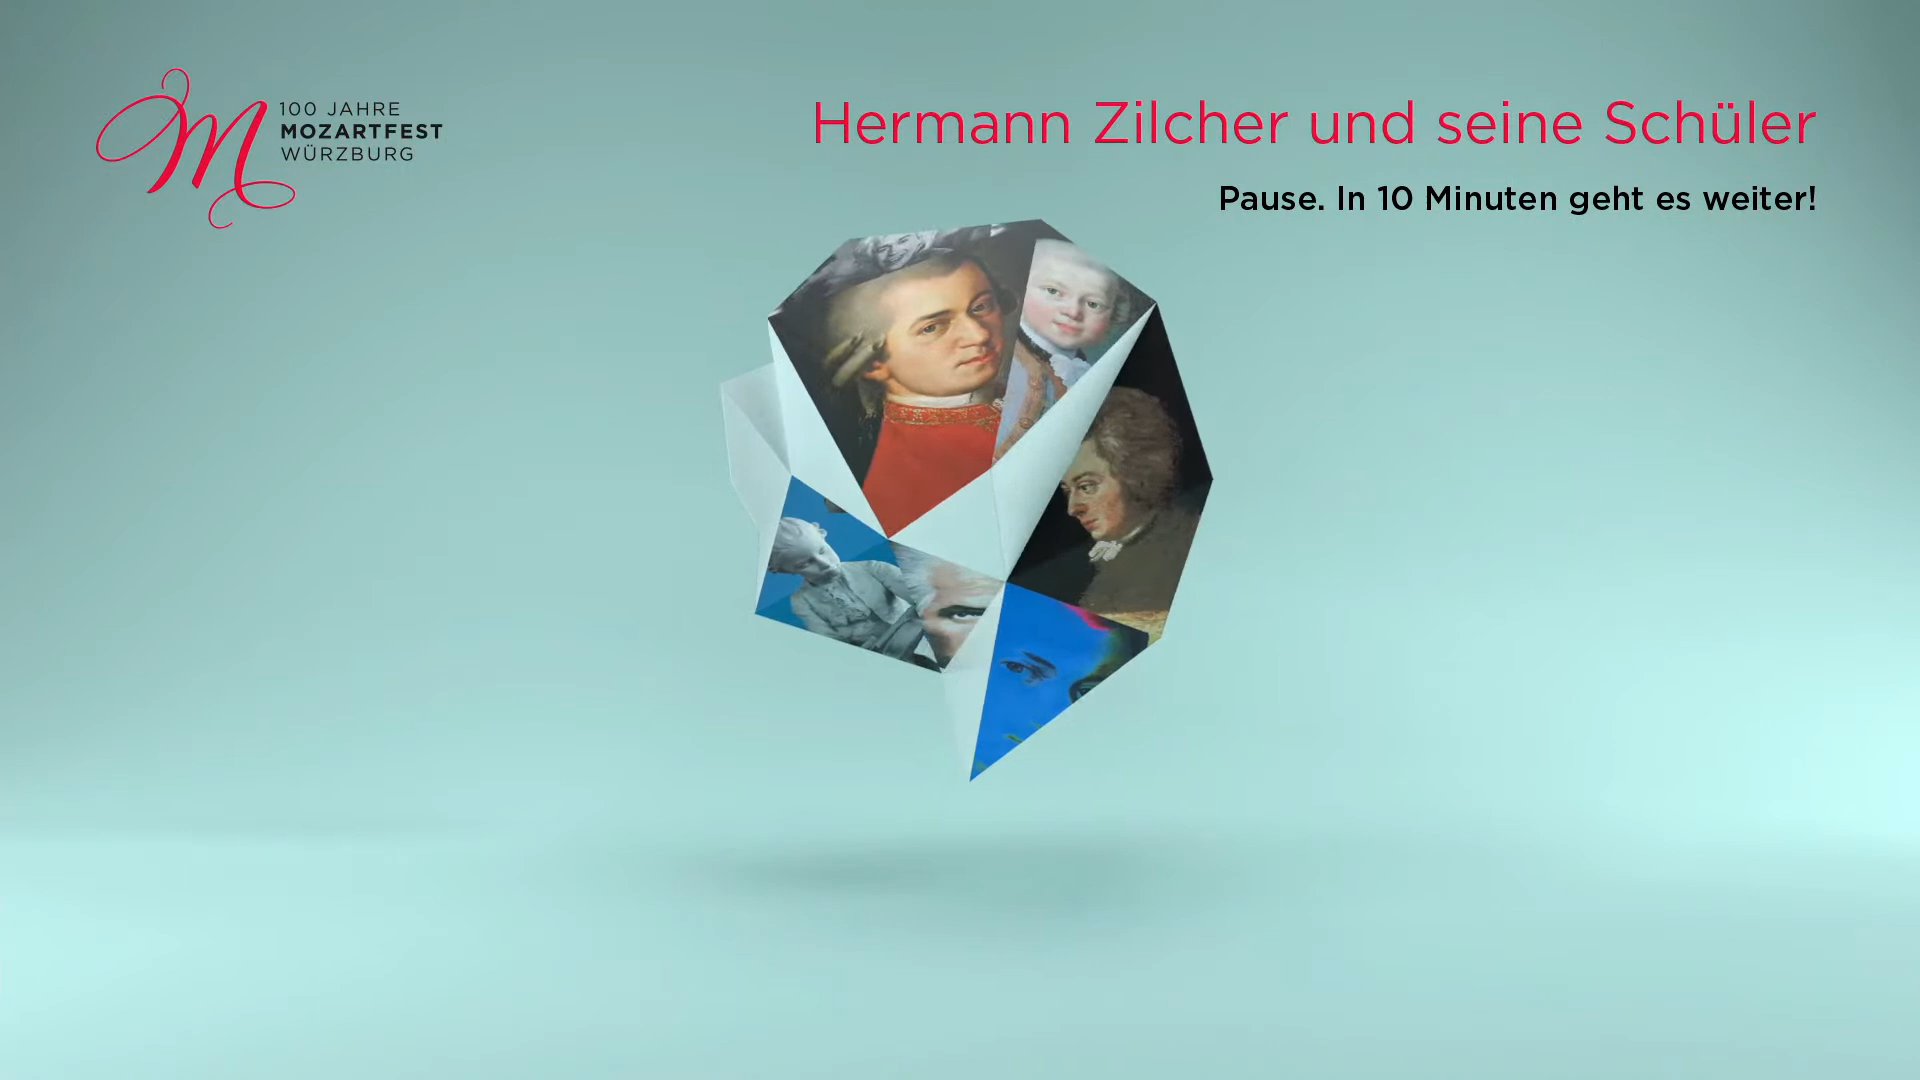 100 JAHRE
MOZARTFEST
WÜRZBURG
Hermann Zilcher und seine Schüler
Pause. In 10 Minuten geht es weiter!